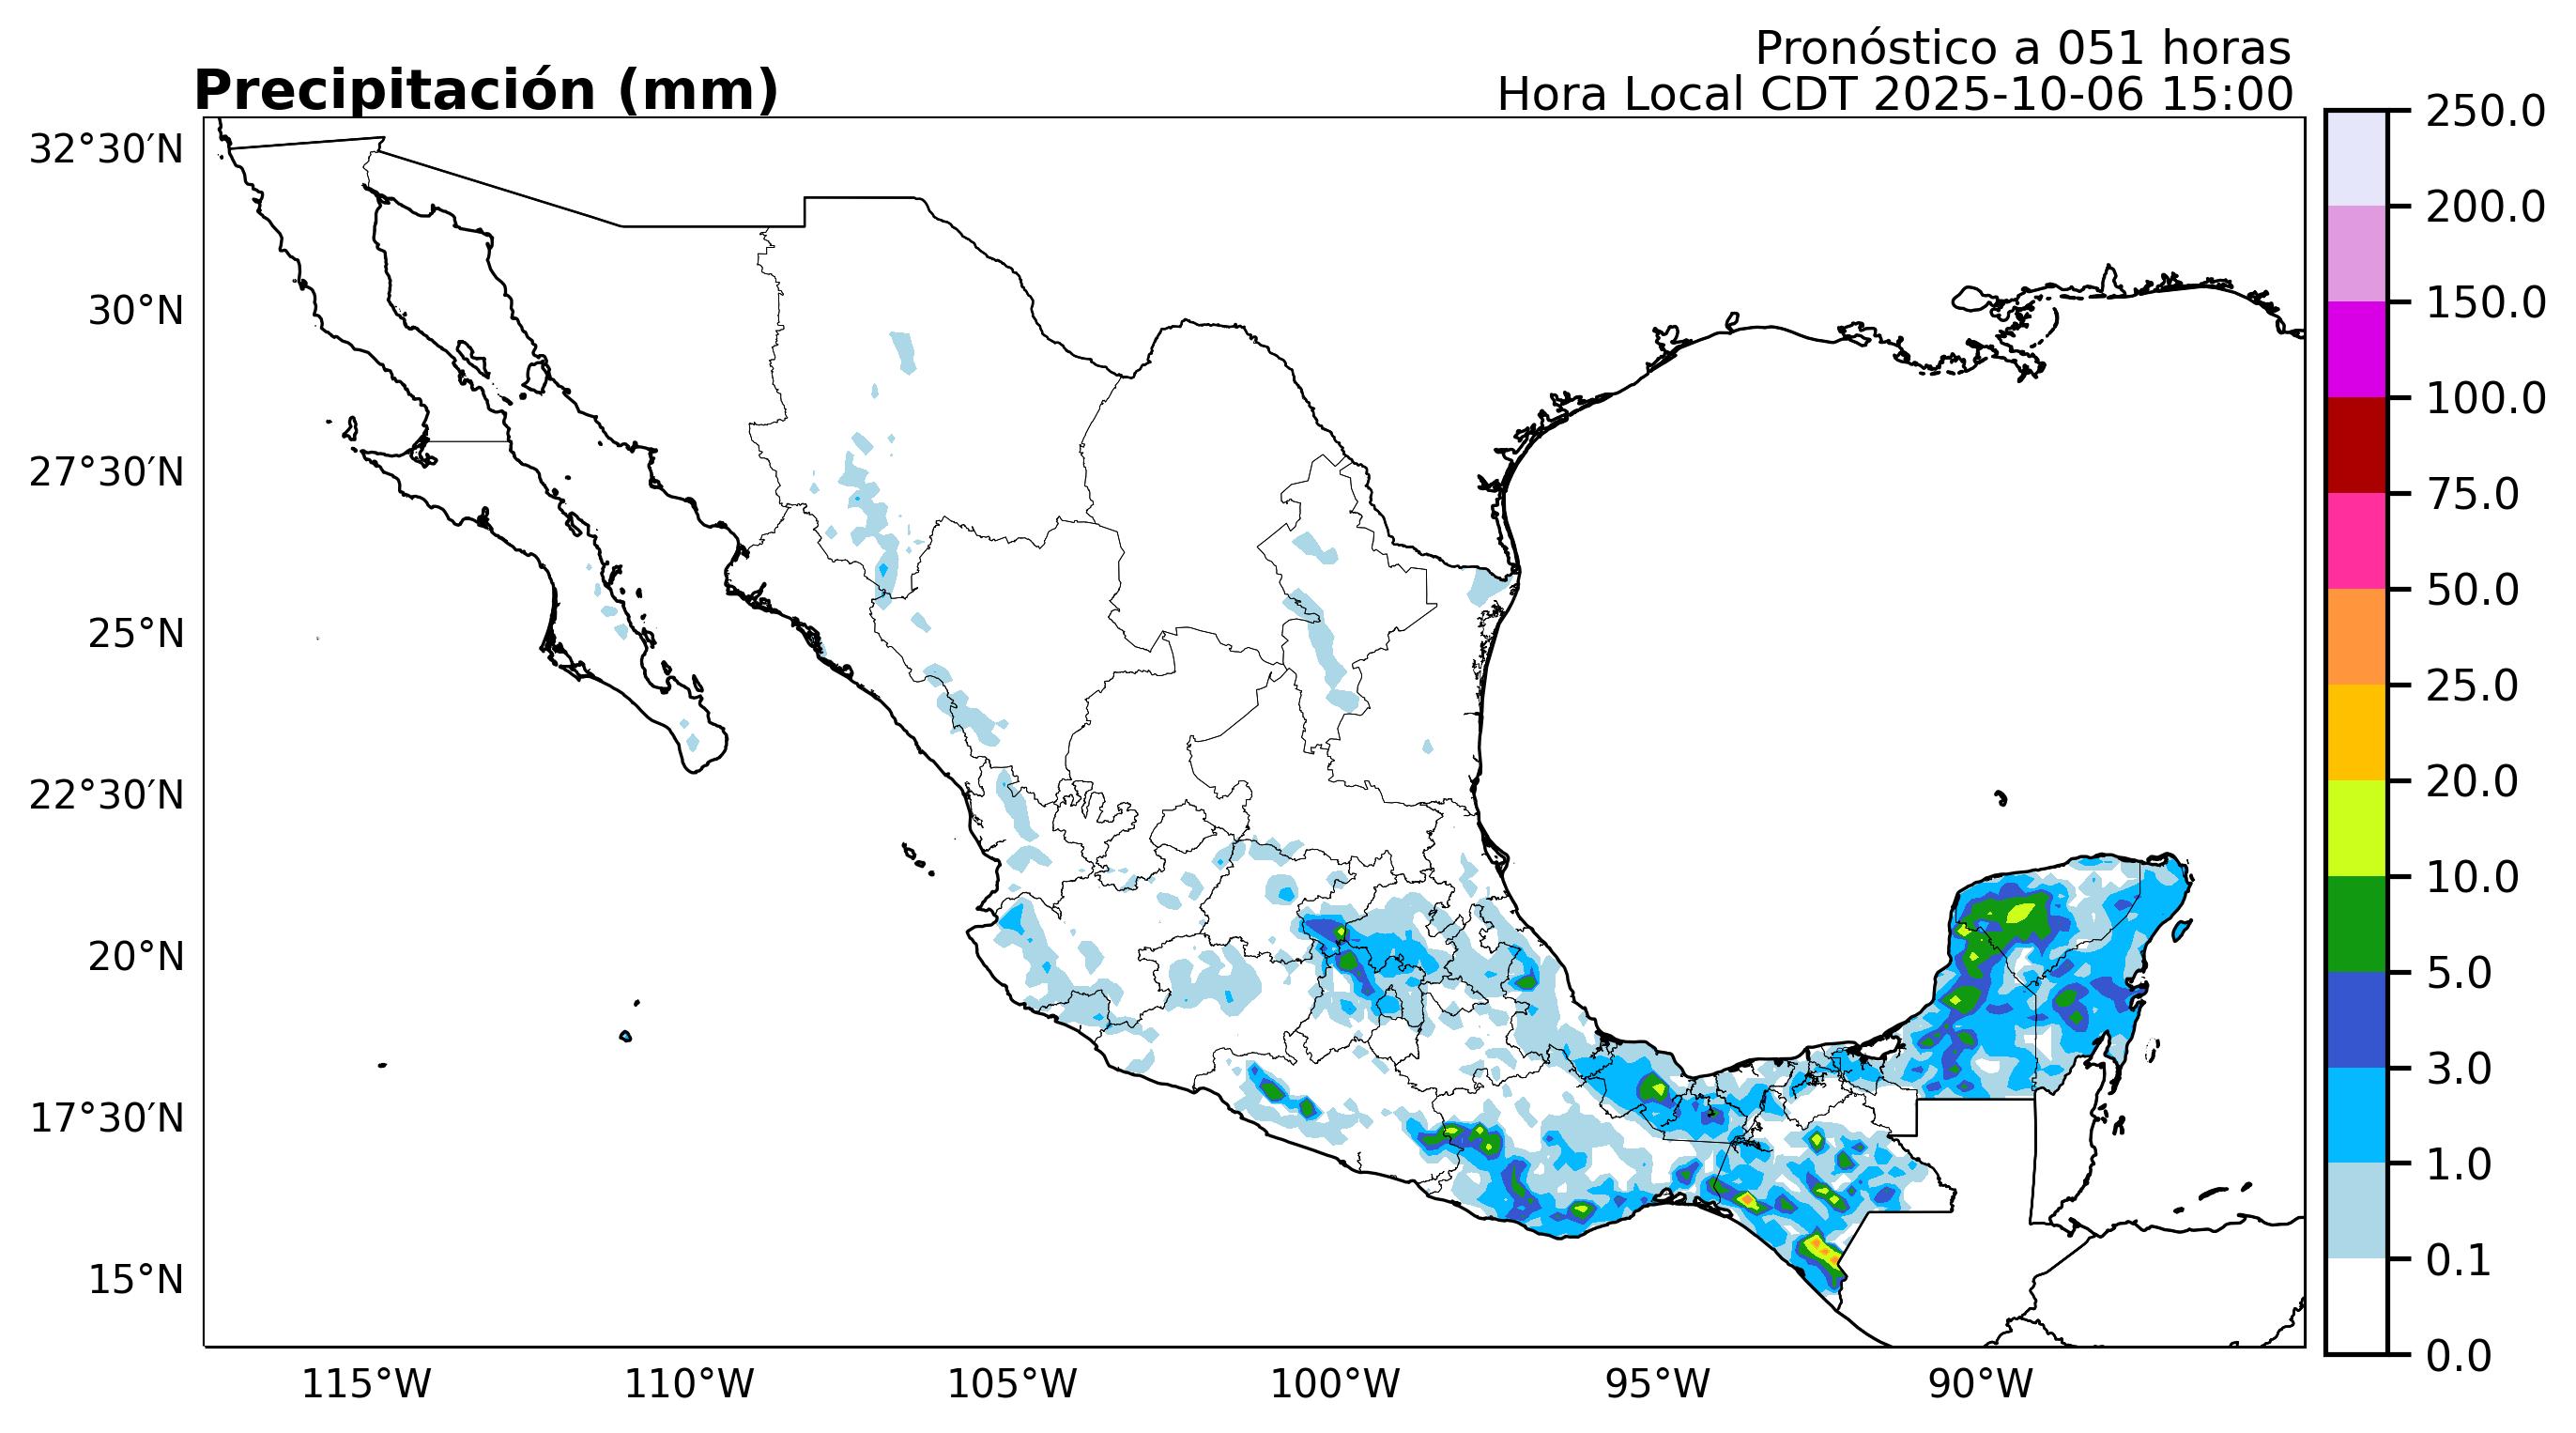 Pronóstico a 051 horas
Precipitación (mm)
Hora Local CDT 2025-10-06 15:00
32°30′N
30°N
27°30′N
25°N
22°30′N
20°N
17°30′N
15°N
115°W
110°W
105°W
100°W
95°W
90°W
250.0
200.0
150.0
100.0
75.0
50.0
25.0
20.0
10.0
5.0
3.0
1.0
0.1
0.0